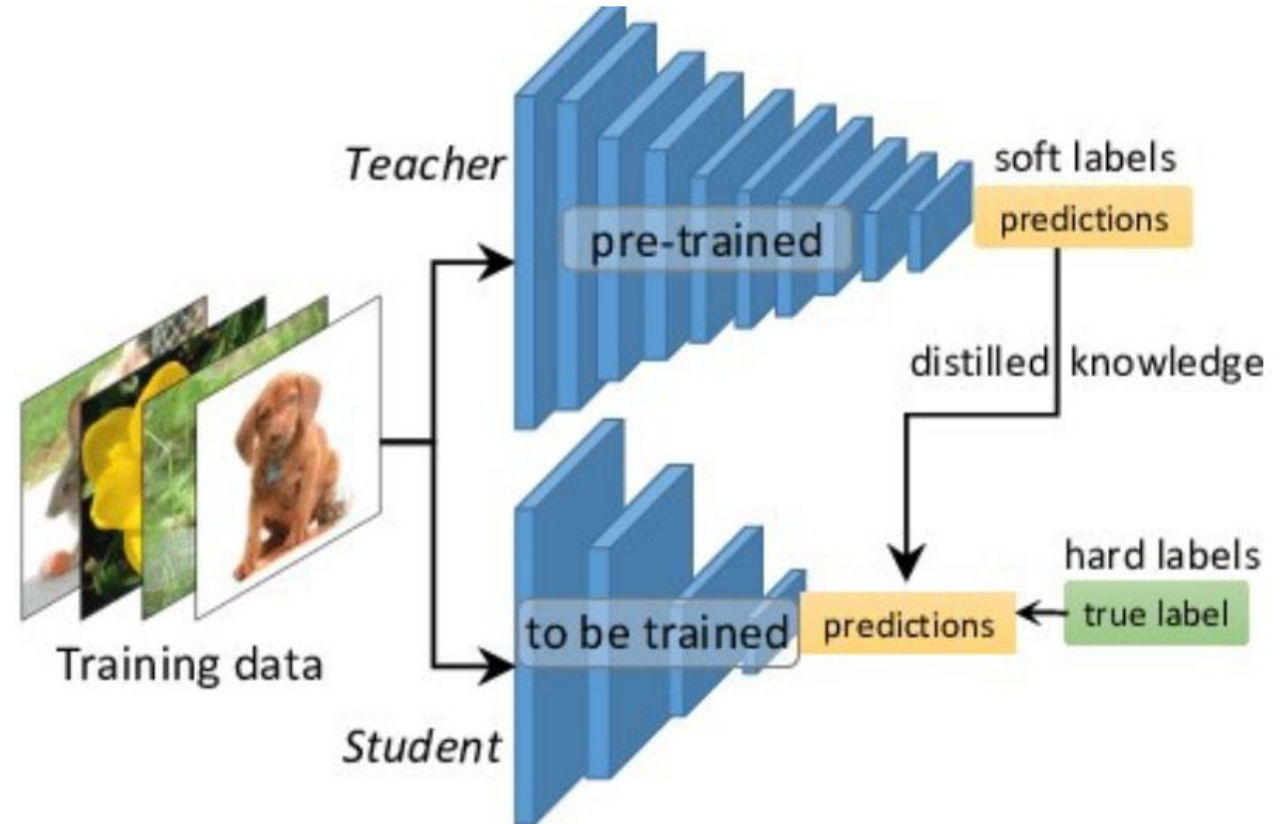 Teacher
soft labels
predictions
pre-trained
distilled knowledge
hard labels
true label
to be trained
predictions
Training data
Student